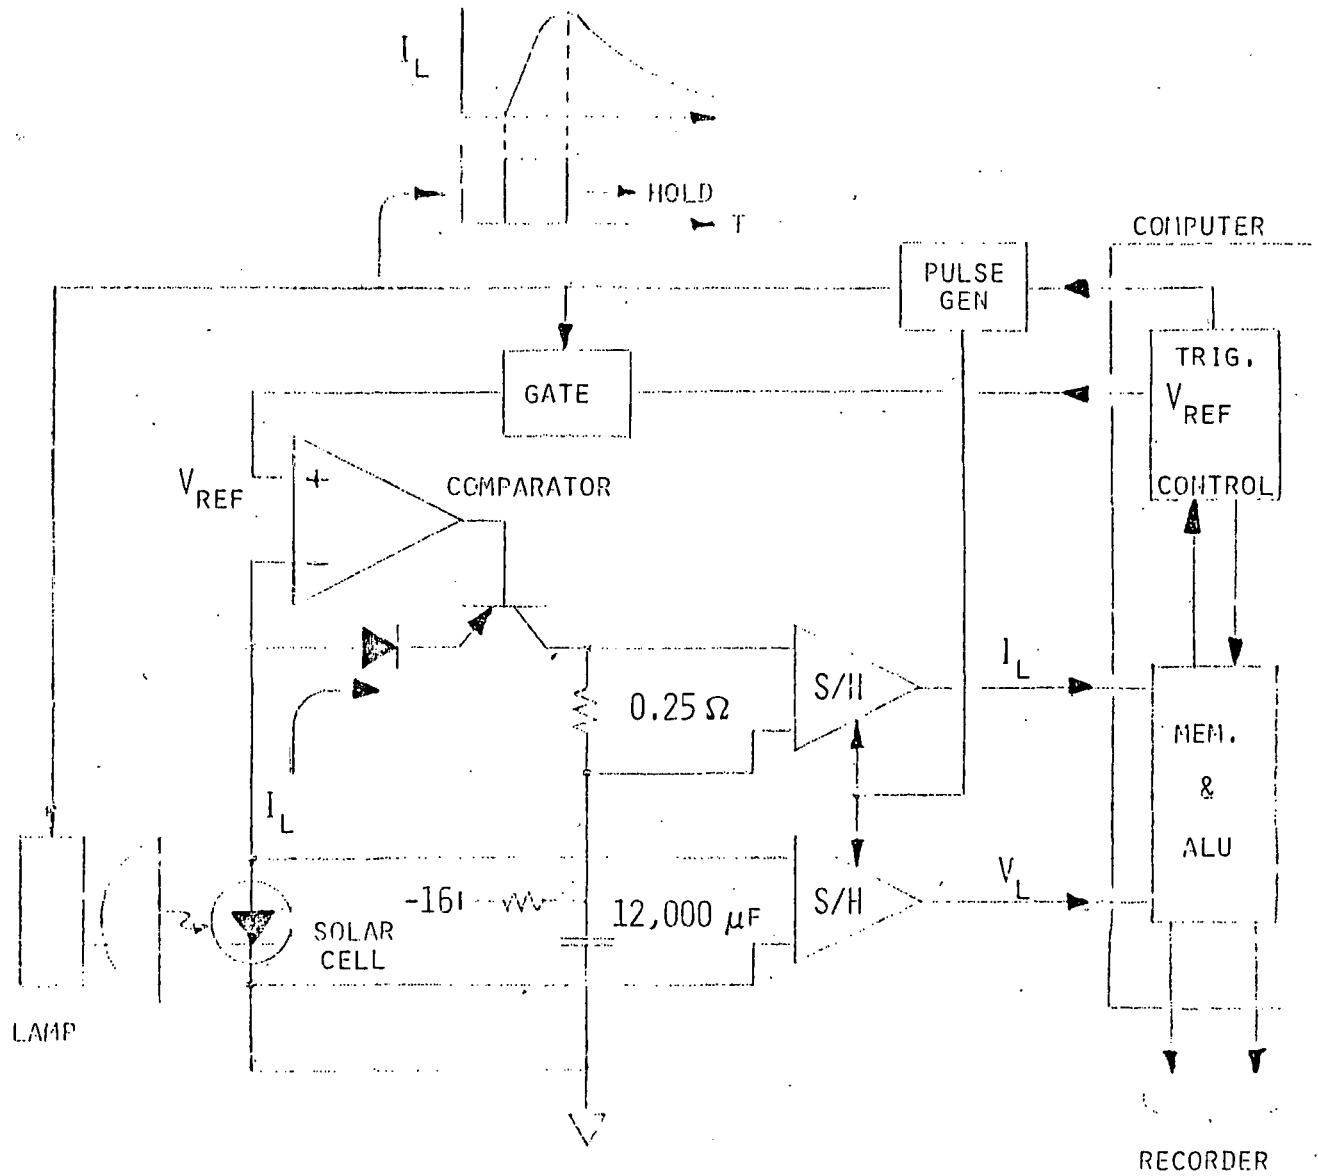 I_L
HOLD
T
COMPUTER
PULSE
GEN
TRIG.
V_REF
CONTROL
GATE
V_REF
+
−
COMPARATOR
I_L
0.25 Ω
S/H
I_L
MEM.
&
ALU
-16
12,000 μF
S/H
V_L
SOLAR
CELL
LAMP
RECORDER